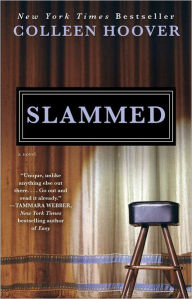 New York Times Bestseller
COLLEEN HOOVER
SLAMMED
a novel
"Unique, unlike
anything else out
there. . . . Go out and
read it already."
—TAMMARA WEBBER,
New York Times
bestselling author
of Easy